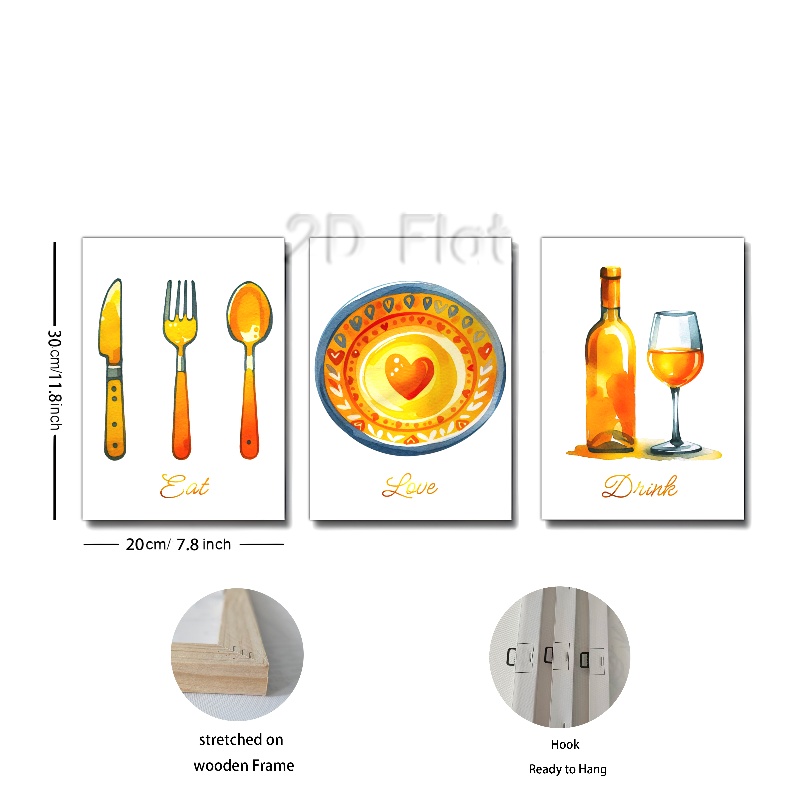 2D Flat
30cm/11.8inch
Eat
Love
Drink
20cm/ 7.8 inch
stretched on
wooden Frame
Hook
Ready to Hang